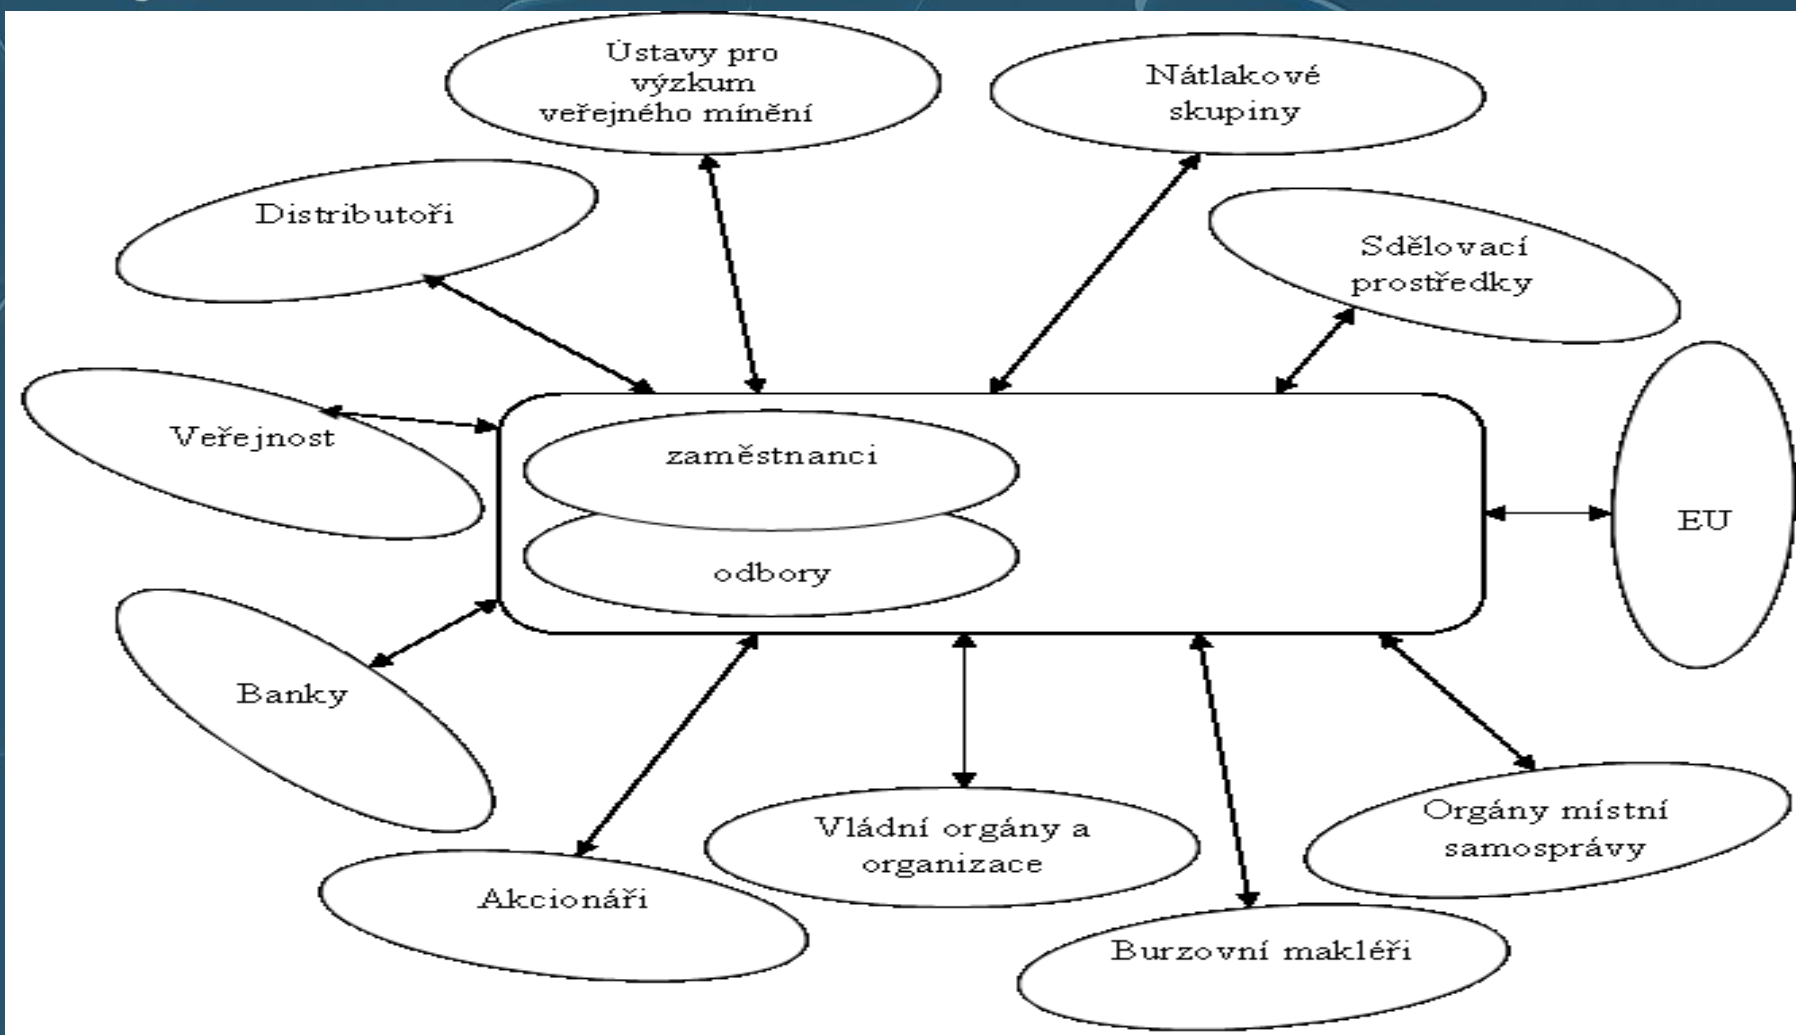 Ústavy pro
výzkum
veřejného mínění
Nátlakové
skupiny
Distributoři
Sdělovací
prostředky
Veřejnost
zaměstnanci
EU
odbory
Banky
Vládní orgány a
organizace
Orgány místní
samosprávy
Akcionáři
Burzovní makléři